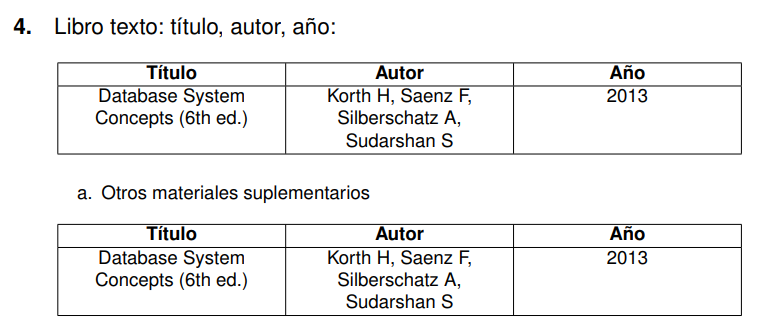 4. Libro texto: título, autor, año:
Título Autor Año
Database System Korth H, Saenz F, 2013
Concepts (6th ed.) Silberschatz A,
Sudarshan S
a. Otros materiales suplementarios
Título Autor Año
Database System Korth H, Saenz F, 2013
Concepts (6th ed.) Silberschatz A,
Sudarshan S